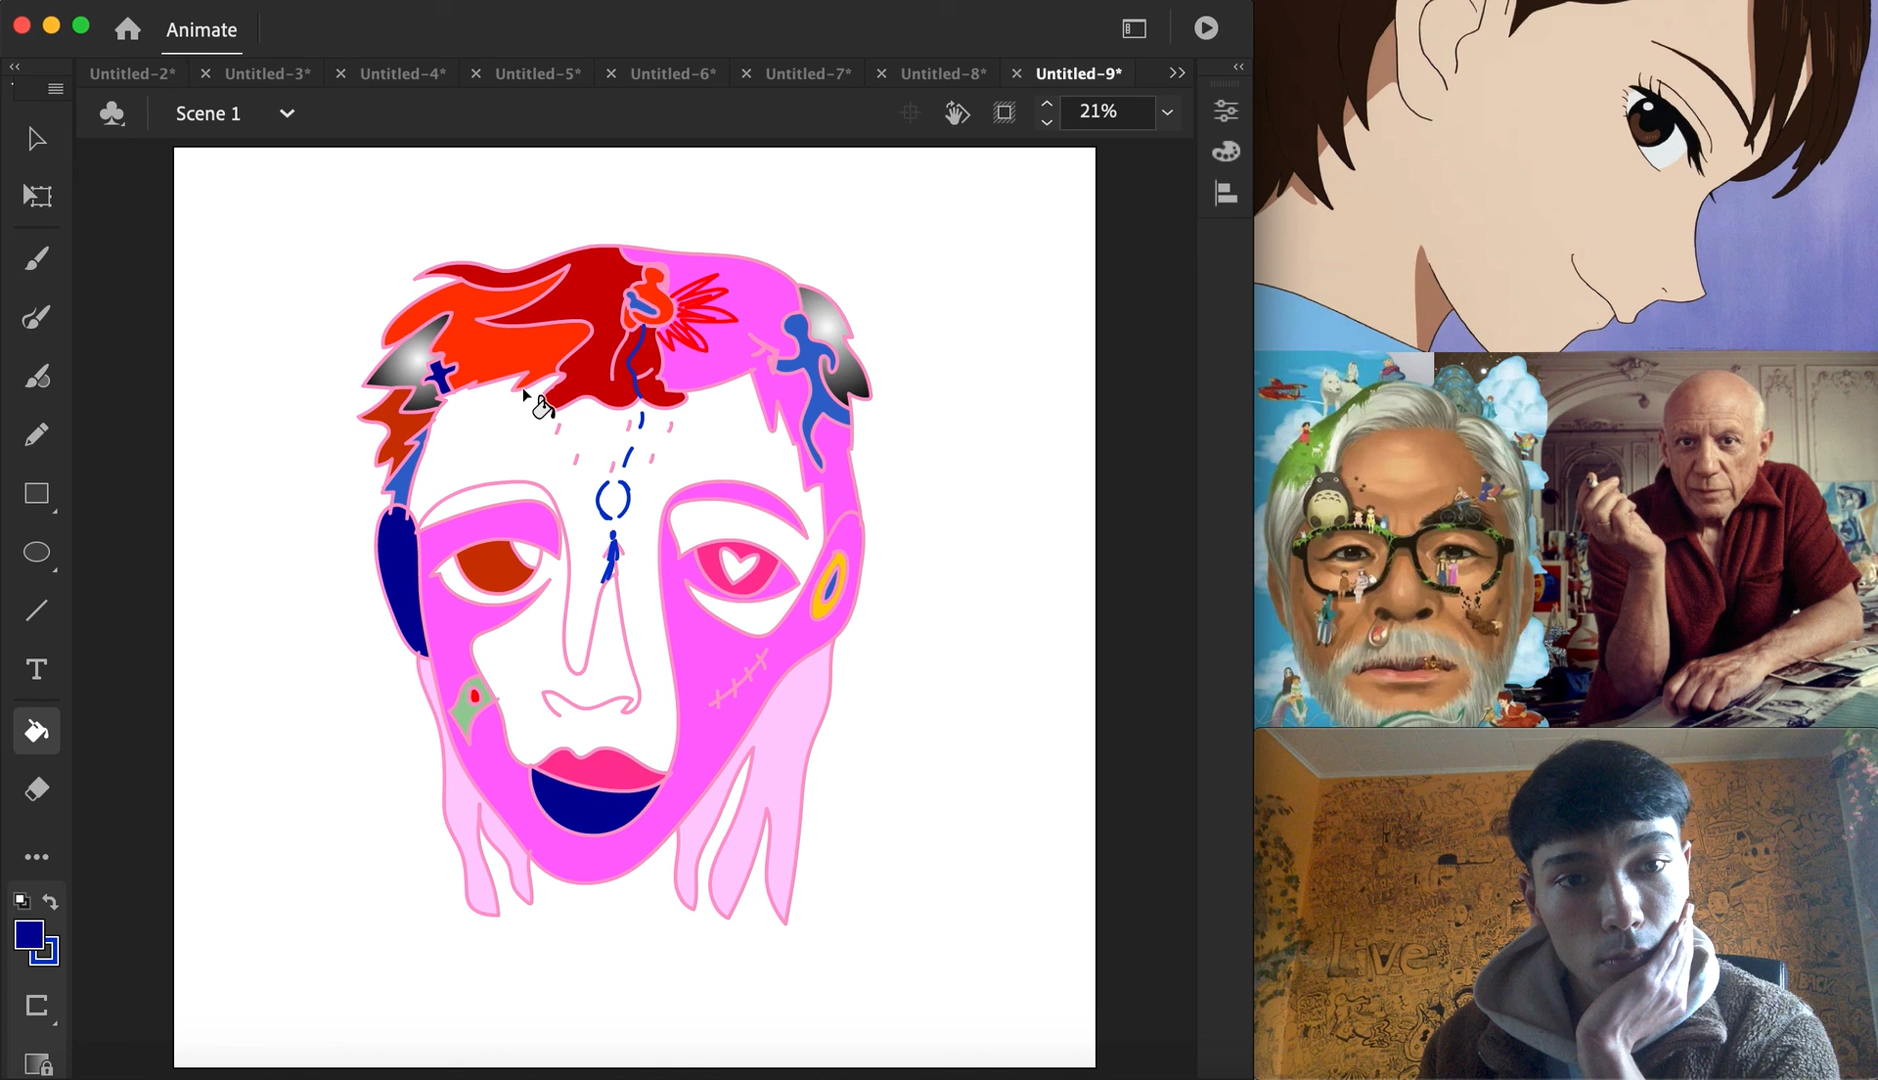 Animate
Untitled-2*
Untitled-3*
Untitled-4*
Untitled-5*
Untitled-6*
Untitled-7*
Untitled-8*
Untitled-9*
Scene 1
21%
T
Live